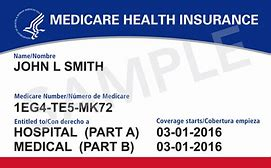 MEDICARE HEALTH INSURANCE
SAMPLE
Name/Nombre
JOHN L SMITH
Medicare Number/Número de Medicare
1EG4-TE5-MK72
Entitled to/Con derecho a Coverage starts/Cobertura empieza
HOSPITAL (PART A) 03-01-2016
MEDICAL (PART B) 03-01-2016